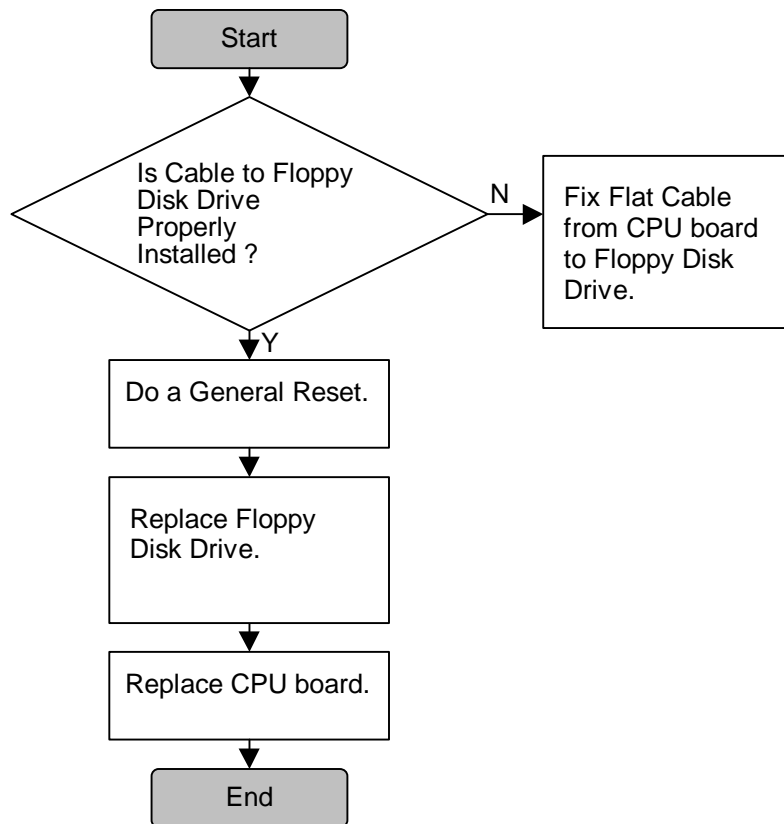 Start
Is Cable to Floppy
Disk Drive
Properly
Installed ?
N
Fix Flat Cable
from CPU board
to Floppy Disk
Drive.
Y
Do a General Reset.
Replace Floppy
Disk Drive.
Replace CPU board.
End